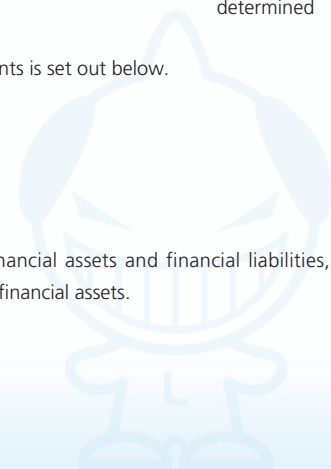 determined
nts is set out below.
nancial assets and financial liabilities,
financial assets.
L